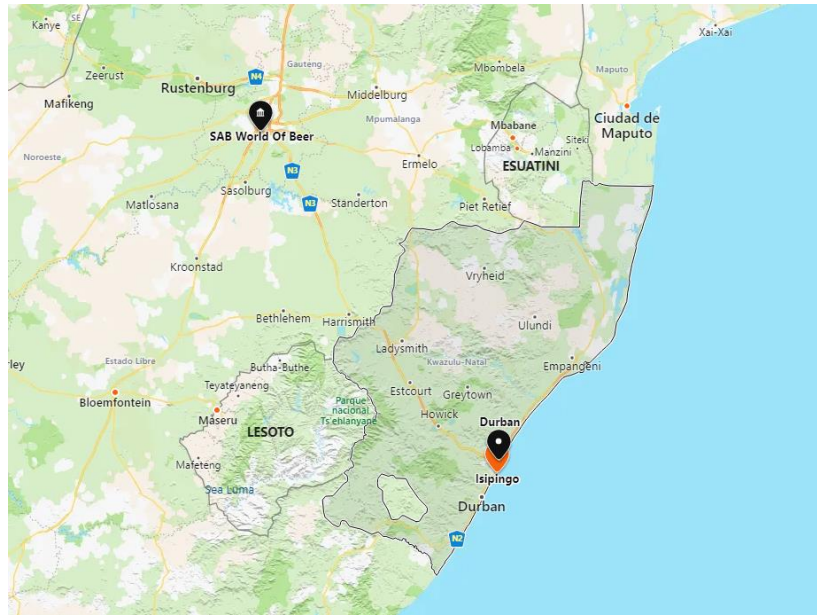 Kanye
SE
Xai-Xai
Zeerust
N4
Gauteng
Mbombela
Maputo
Rustenburg
Mafikeng
Middelburg
Ciudad de
Maputo
SAB World Of Beer
Mpumalanga
Mbabane
Siteki
Lobamba
Manzini
Noroeste
Ermelo
ESUATINI
N3
Sasolburg
N3
Matlosana
Standerton
Piet Retief
Kroonstad
Vryheid
Bethlehem
Harrismith
Ulundi
Ladysmith
rley
Estado Libre
Butha-Buthe
Kwazulu-Natal
Empangeni
Teyateyaneng
Estcourt
Greytown
Bloemfontein
Parque
nacional
Ts'ehlanyane
Maseru
Howick
Durban
LESOTO
Mafeteng
Isipingo
Sea Luma
Durban
N2